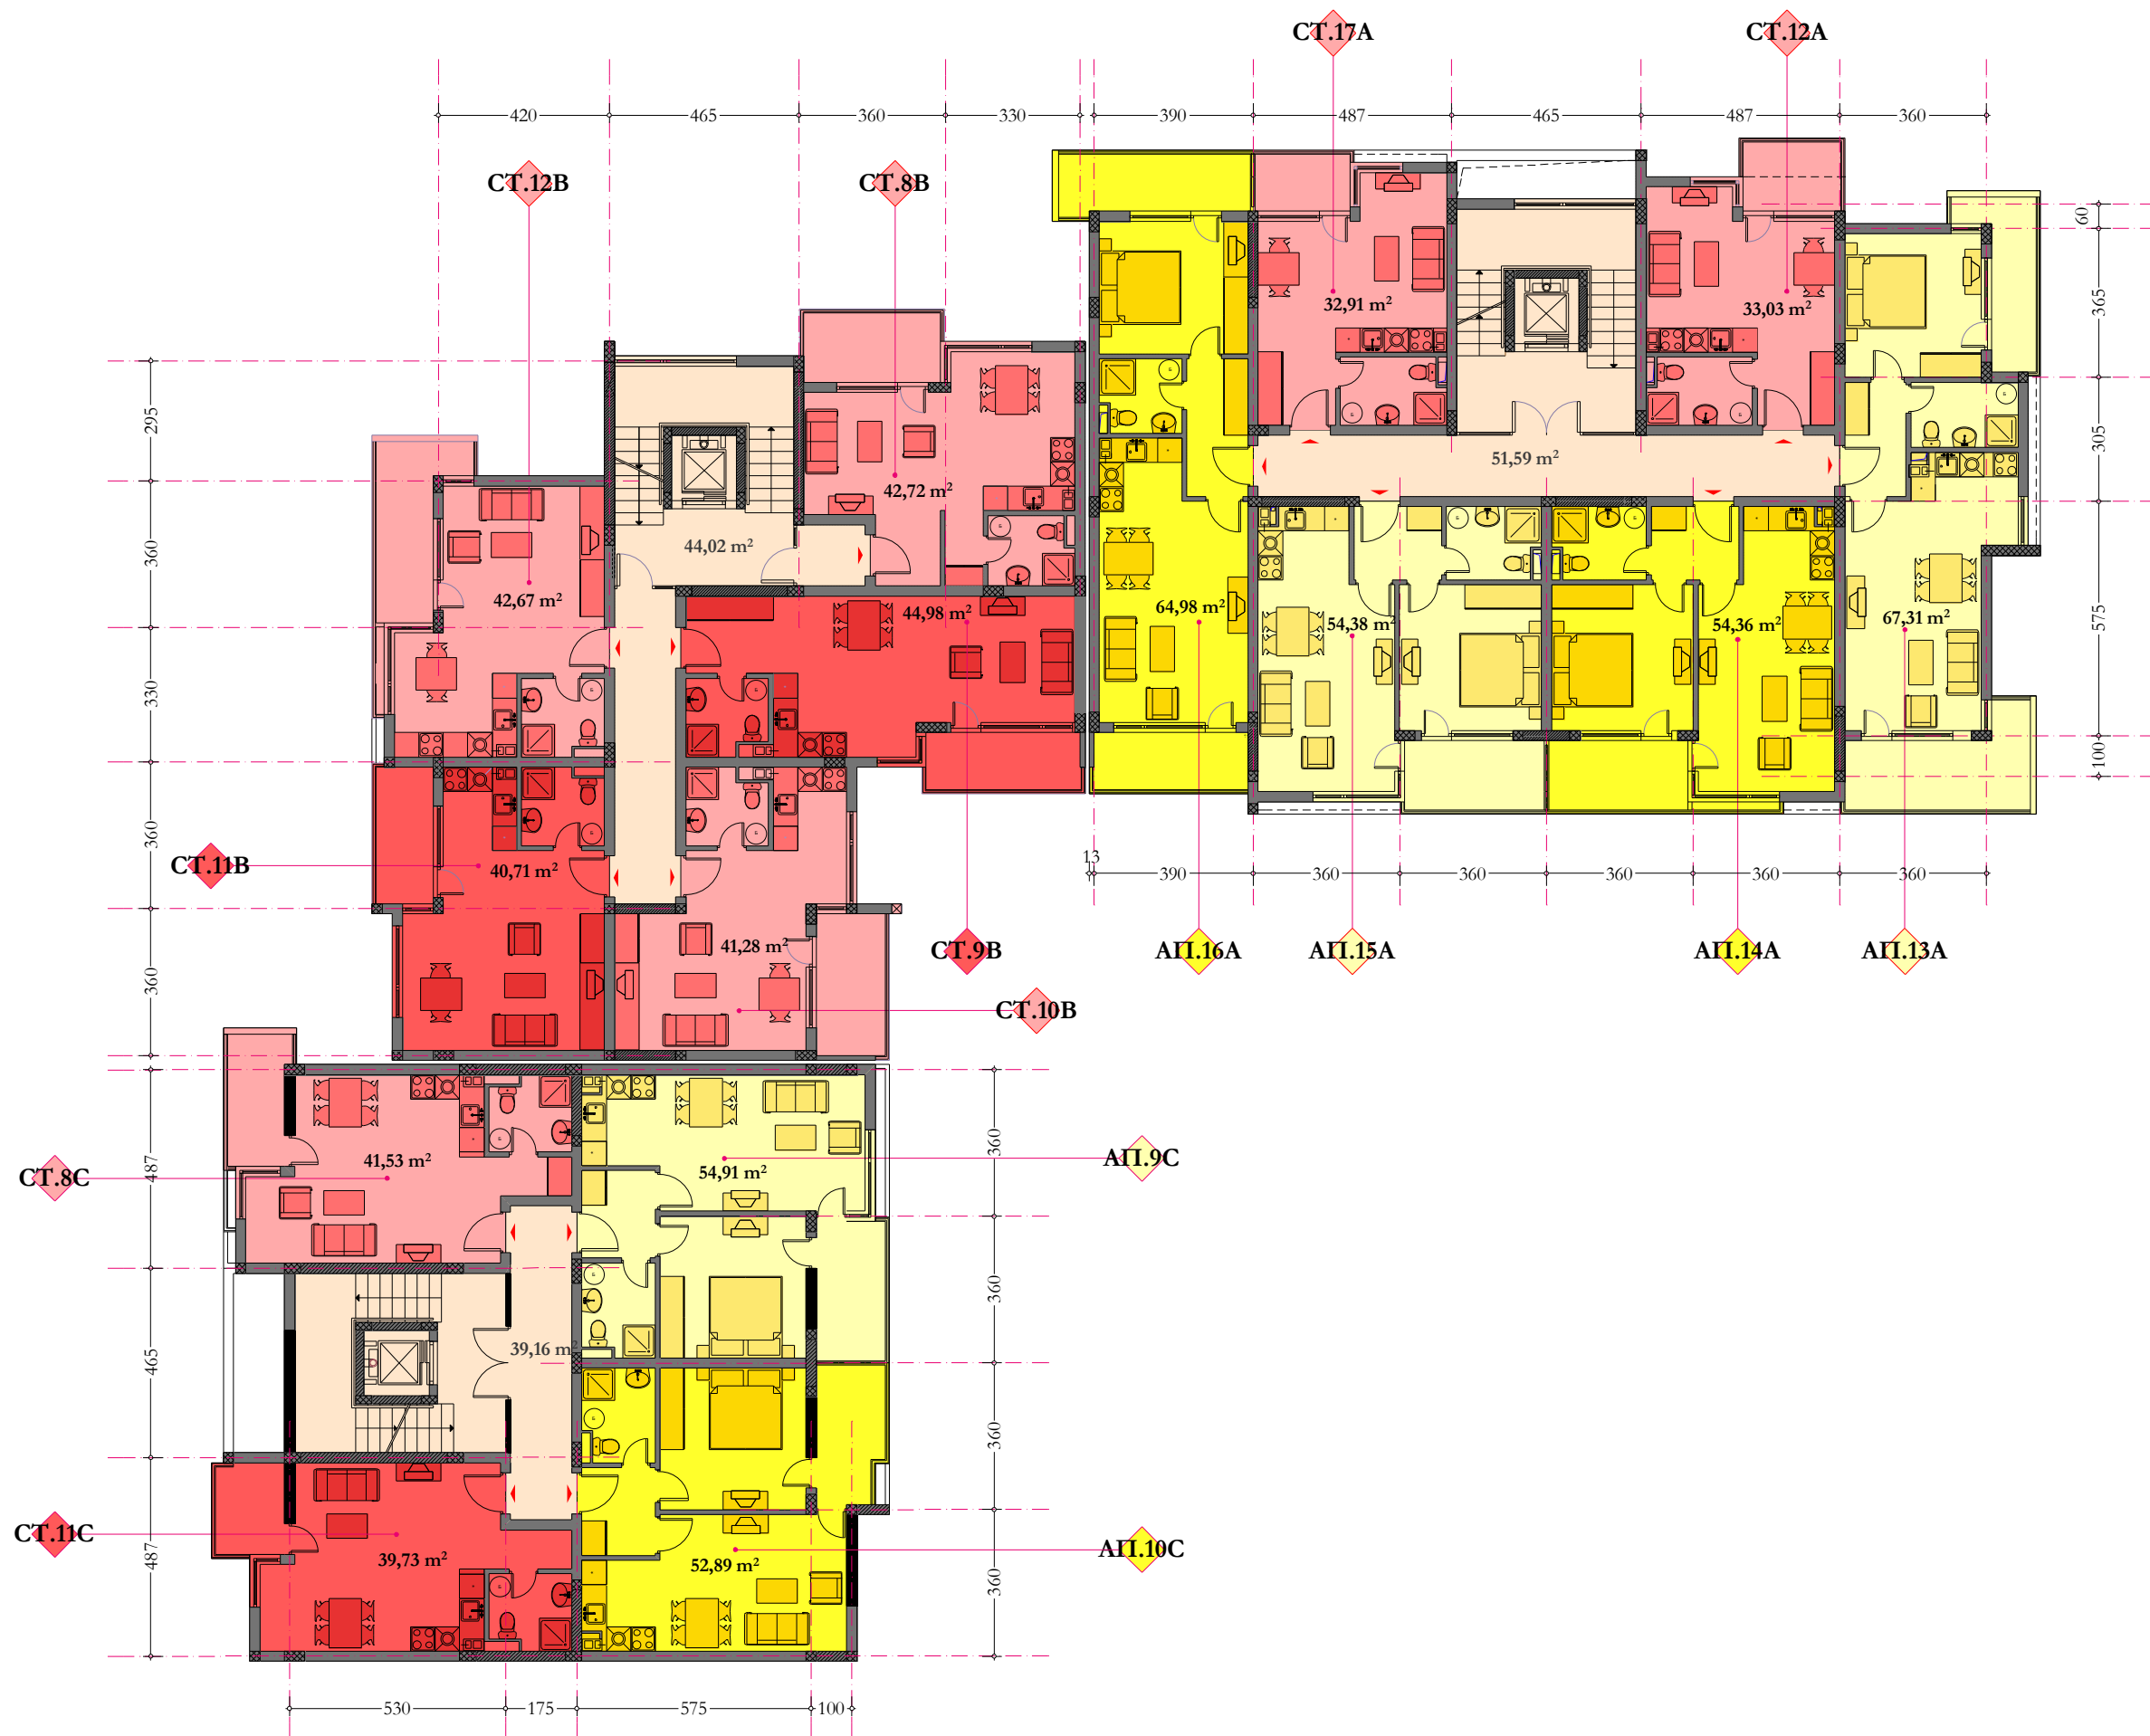 СТ.17А
СТ.12А
420
465
360
330
390
487
465
487
360
СТ.12В
СТ.8В
60
365
305
575
100
32,91 m²
33,03 m²
51,59 m²
295
360
330
360
360
42,72 m²
44,02 m²
42,67 m²
44,98 m²
64,98 m²
54,38 m²
54,36 m²
67,31 m²
13
390
360
360
360
360
360
СТ.11В
40,71 m²
41,28 m²
СТ.9В
АП.16А
АП.15А
АП.14А
АП.13А
СТ.10В
487
465
487
360
360
360
360
СТ.8С
41,53 m²
54,91 m²
АП.9С
39,16 m²
СТ.11С
39,73 m²
52,89 m²
АП.10С
530
175
575
100